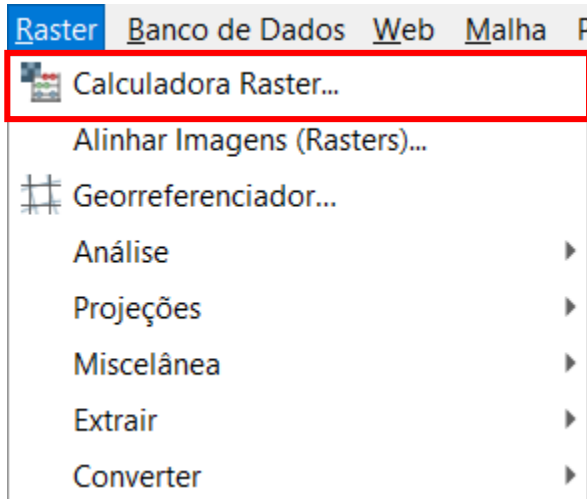 Raster Banco de Dados Web Malha
Calculadora Raster...
Alinhar Imagens (Rasters)...
Georreferenciador...
Análise
Projeções
Miscelânea
Extrair
Converter